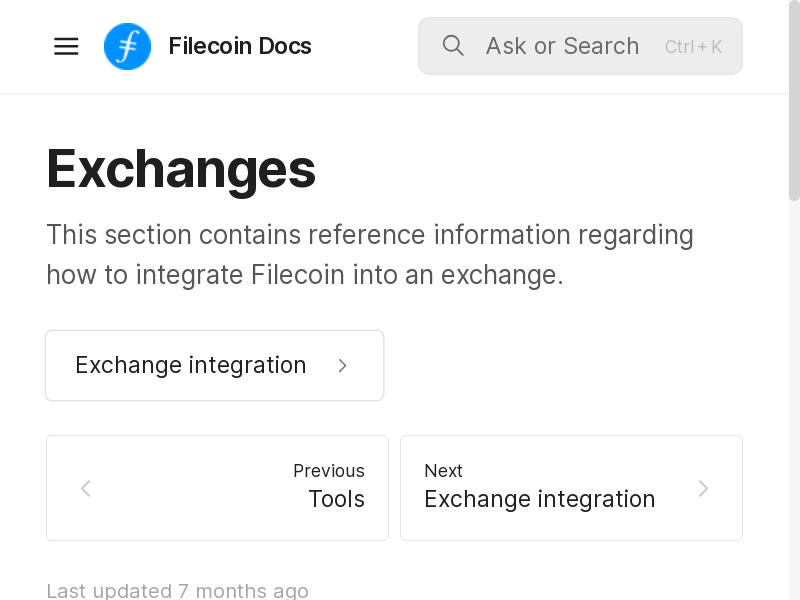 Filecoin Docs
Ask or Search Ctrl + K
Exchanges
This section contains reference information regarding
how to integrate Filecoin into an exchange.
Exchange integration
Previous
Tools
Next
Exchange integration
Last updated 7 months ago